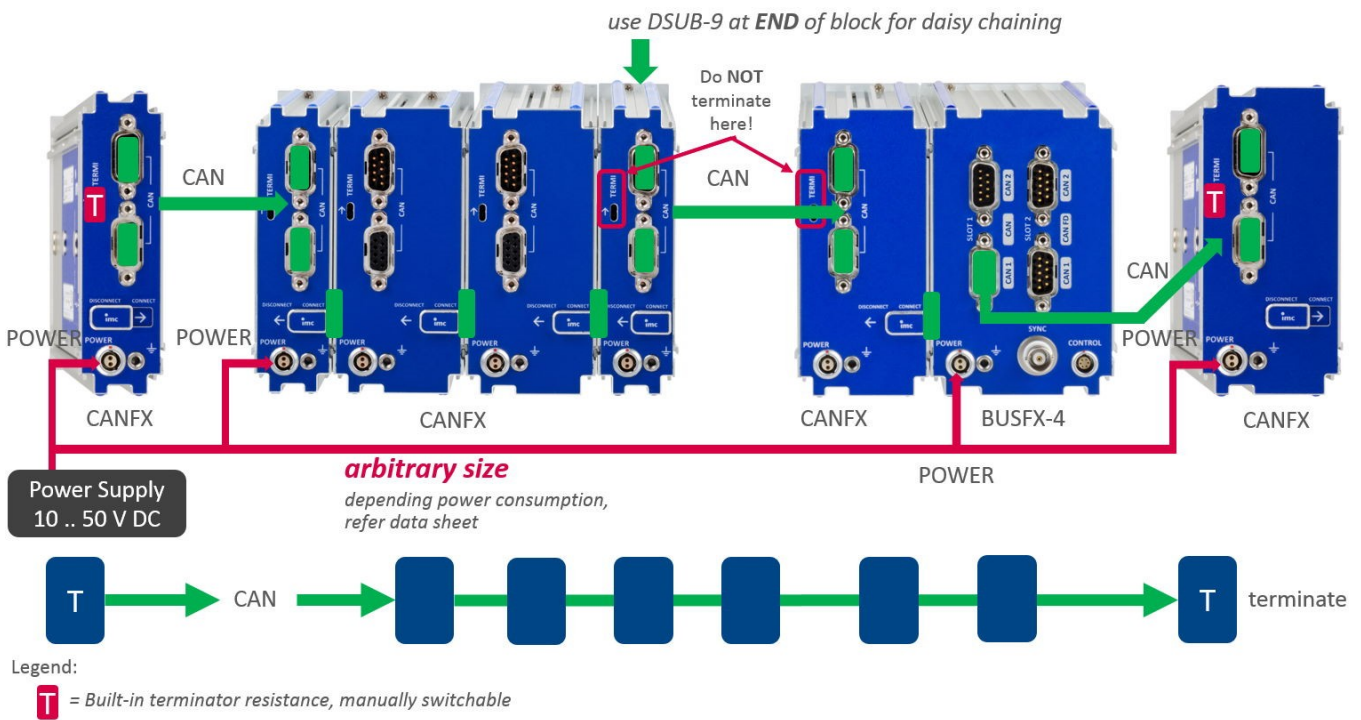 use DSUB-9 at END of block for daisy chaining
Do NOT
terminate
here!
CAN
CAN
CAN
TERMI
T
CAN
TERMI
CAN
TERMI
TERMI
CAN
TERMI
CAN
TERMI
CAN
SLOT 1
CAN 2
CAN
CAN 1
SLOT 2
CAN 2
CAN FD
CAN 1
TERMI
T
CAN
DISCONNECT CONNECT
imc
DISCONNECT CONNECT
imc
DISCONNECT CONNECT
imc
DISCONNECT CONNECT
imc
DISCONNECT CONNECT
imc
DISCONNECT CONNECT
imc
DISCONNECT CONNECT
imc
SYNC
CONTROL
POWER
POWER
POWER
POWER
POWER
POWER
POWER
POWER
POWER
POWER
POWER
CANFX
CANFX
CANFX
BUSFX-4
CANFX
POWER
Power Supply
10 .. 50 V DC
arbitrary size
depending power consumption,
refer data sheet
T
CAN
T
terminate
Legend:
T = Built-in terminator resistance, manually switchable